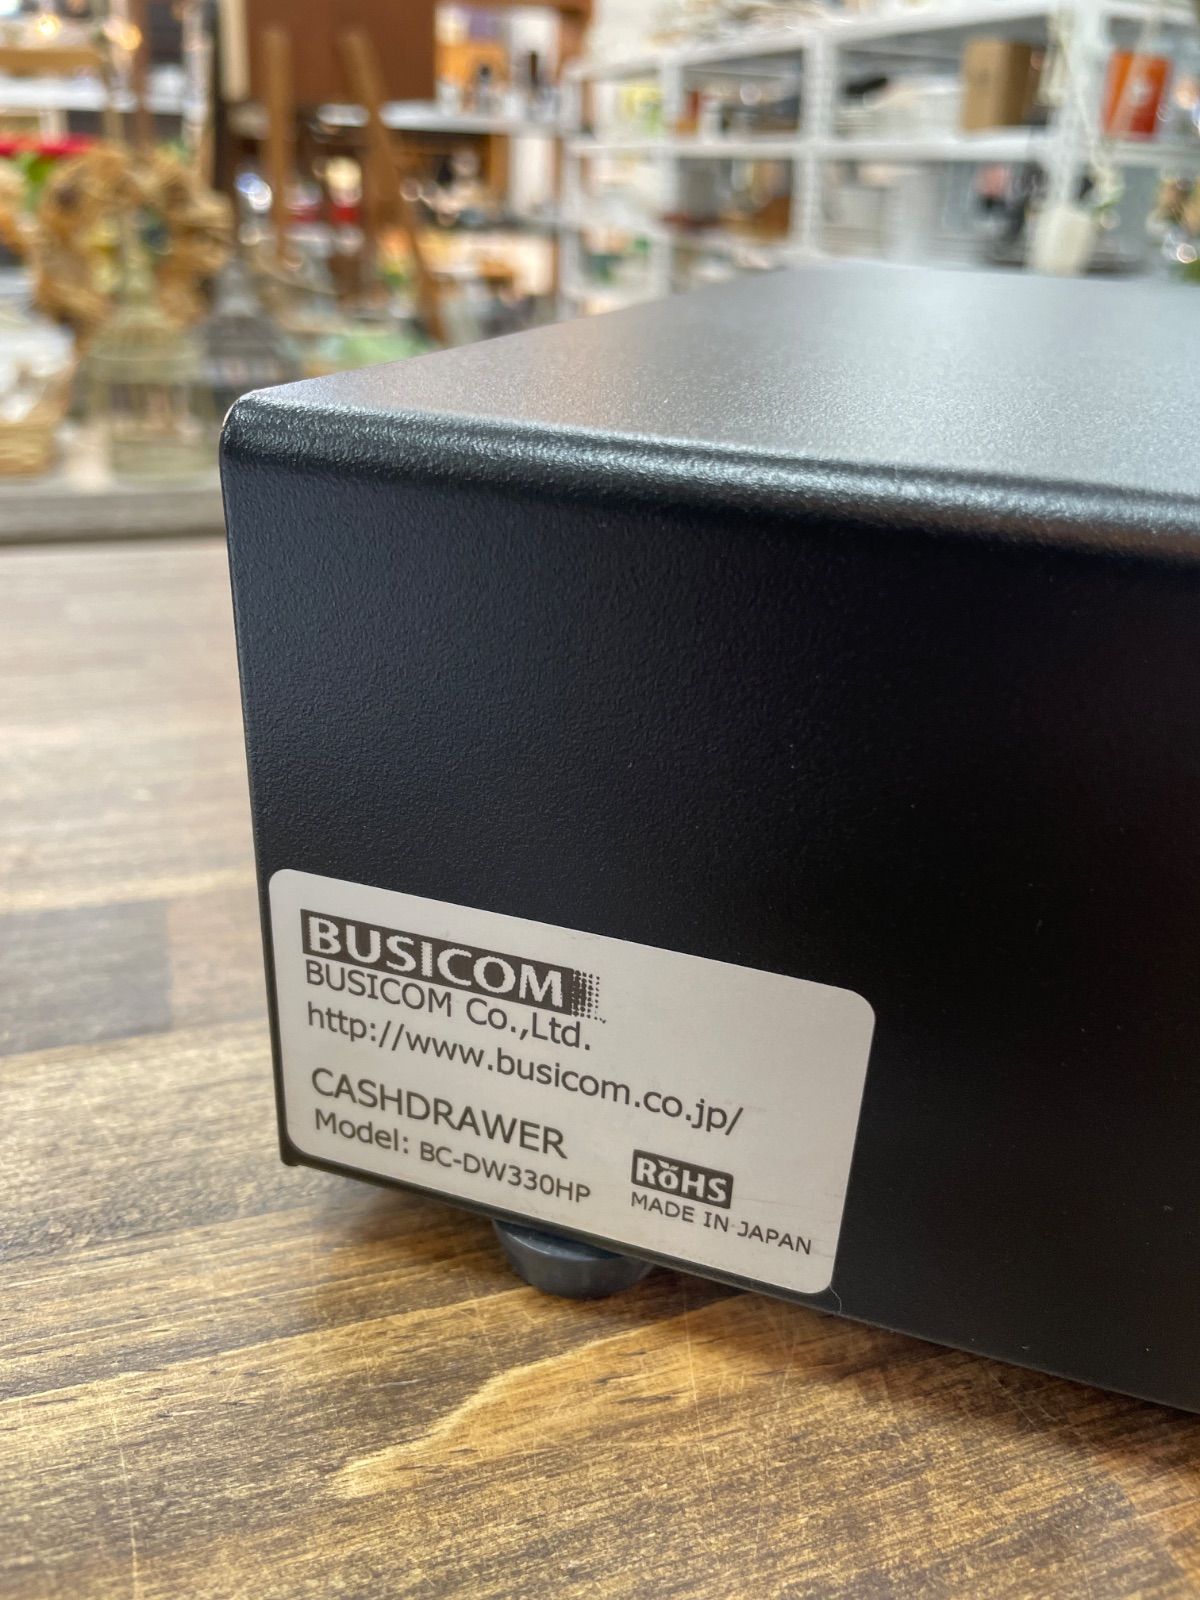 BUSICOM
BUSICOM Co.,Ltd.
http://www.busicom.co.jp/
CASHDRAWER
Model: BC-DW330HP
RoHS
MADE IN JAPAN